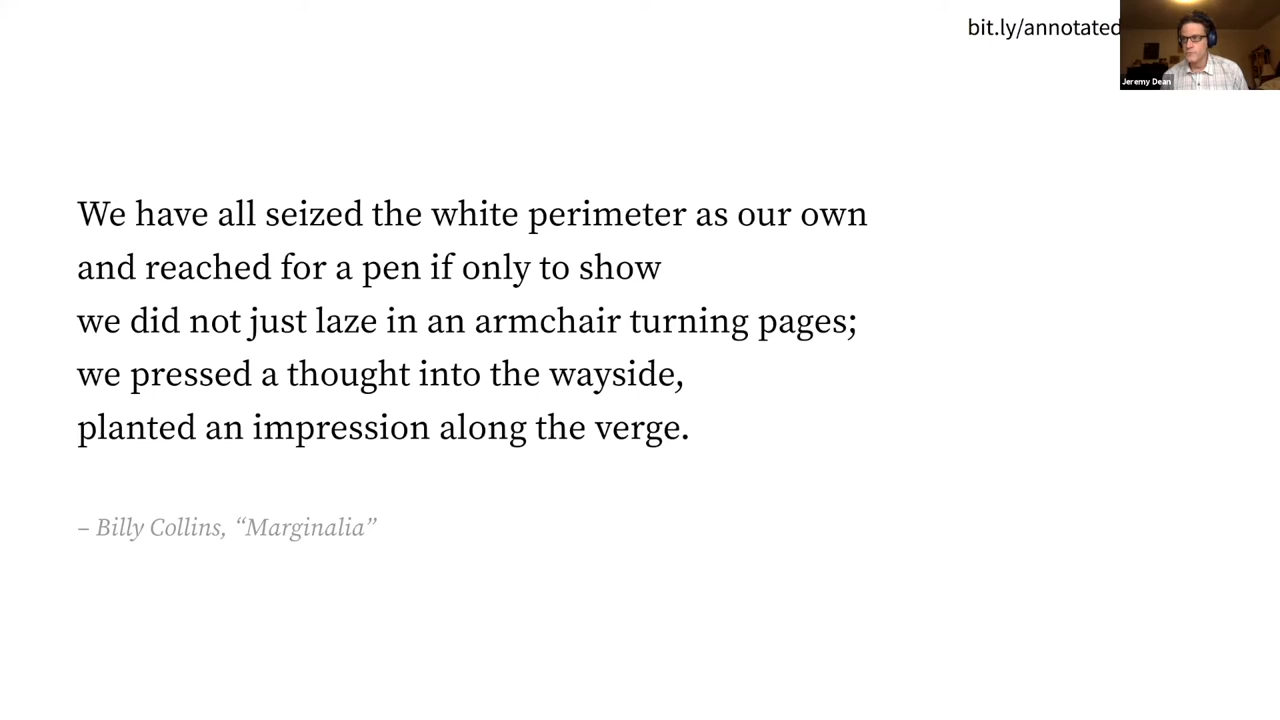 bit.ly/annotated
Jeremy Dean
We have all seized the white perimeter as our own
and reached for a pen if only to show
we did not just laze in an armchair turning pages;
we pressed a thought into the wayside,
planted an impression along the verge.
– Billy Collins, “Marginalia”